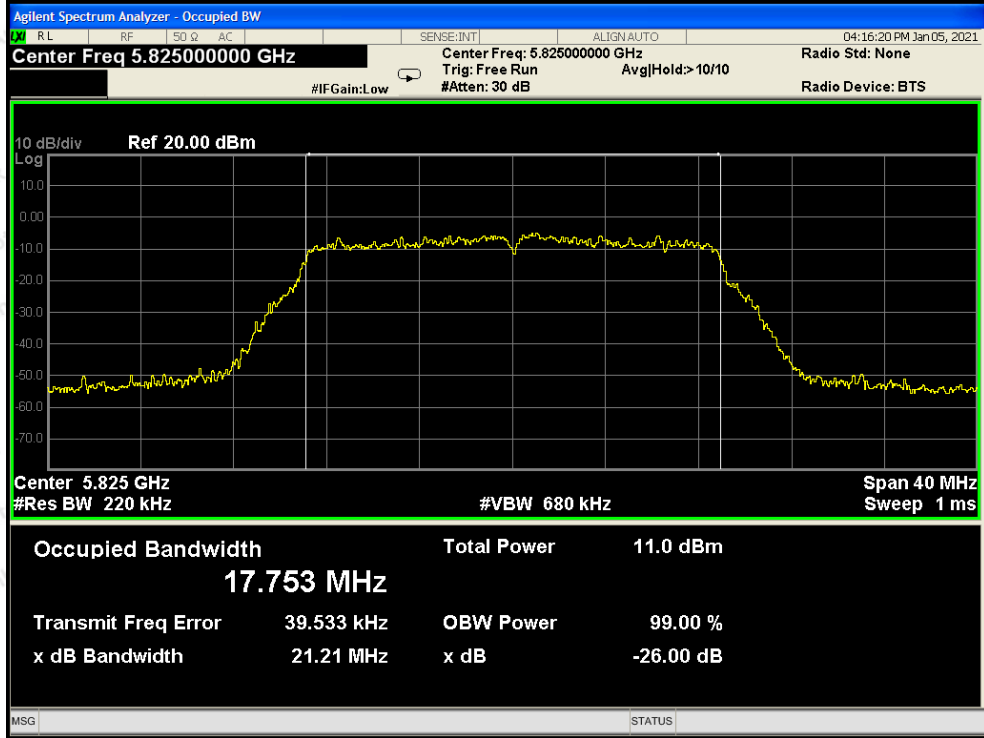 Agilent Spectrum Analyzer - Occupied BW
LXI RL RF 50 Ω AC SENSE:INT ALIGN AUTO 04:16:20 PM Jan 05, 2021
Center Freq 5.825000000 GHz Center Freq: 5.825000000 GHz Radio Std: None
Trig: Free Run Avg|Hold:>10/10
#IFGain:Low #Atten: 30 dB Radio Device: BTS
10 dB/div Ref 20.00 dBm
Log
10.0
0.00
-10.0
-20.0
-30.0
-40.0
-50.0
-60.0
-70.0
Center 5.825 GHz Span 40 MHz
#Res BW 220 kHz #VBW 680 kHz Sweep 1 ms
Occupied Bandwidth Total Power 11.0 dBm
17.753 MHz
Transmit Freq Error 39.533 kHz OBW Power 99.00 %
x dB Bandwidth 21.21 MHz x dB -26.00 dB
MSG STATUS